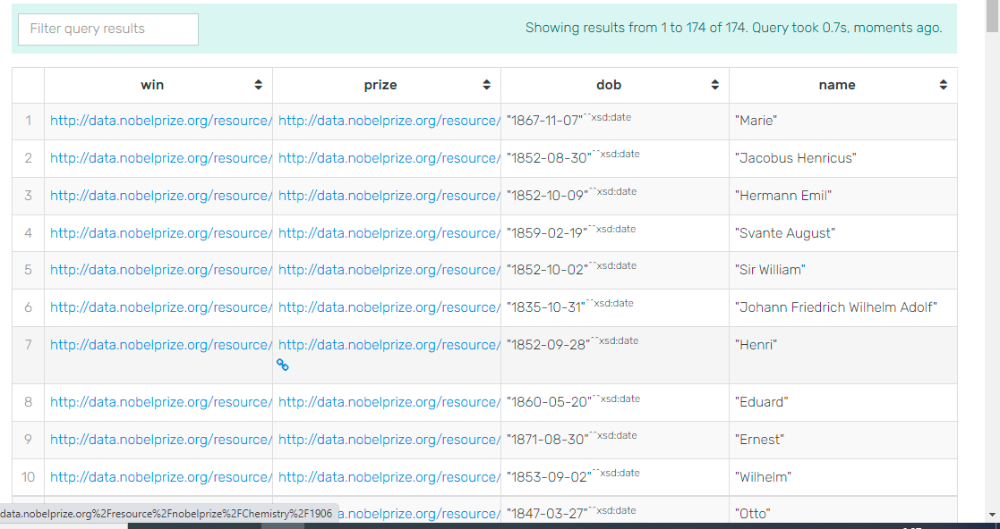 Filter query results
Showing results from 1 to 174 of 174. Query took 0.7s, moments ago.
win prize dob name
1 http://data.nobelprize.org/resource/ http://data.nobelprize.org/resource/ "1867-11-07"^^xsd:date "Marie"
2 http://data.nobelprize.org/resource/ http://data.nobelprize.org/resource/ "1852-08-30"^^xsd:date "Jacobus Henricus"
3 http://data.nobelprize.org/resource/ http://data.nobelprize.org/resource/ "1852-10-09"^^xsd:date "Hermann Emil"
4 http://data.nobelprize.org/resource/ http://data.nobelprize.org/resource/ "1859-02-19"^^xsd:date "Svante August"
5 http://data.nobelprize.org/resource/ http://data.nobelprize.org/resource/ "1852-10-02"^^xsd:date "Sir William"
6 http://data.nobelprize.org/resource/ http://data.nobelprize.org/resource/ "1835-10-31"^^xsd:date "Johann Friedrich Wilhelm Adolf"
7 http://data.nobelprize.org/resource/ http://data.nobelprize.org/resource/ "1852-09-28"^^xsd:date "Henri"
8 http://data.nobelprize.org/resource/ http://data.nobelprize.org/resource/ "1860-05-20"^^xsd:date "Eduard"
9 http://data.nobelprize.org/resource/ http://data.nobelprize.org/resource/ "1871-08-30"^^xsd:date "Ernest"
10 http://data.nobelprize.org/resource/ http://data.nobelprize.org/resource/ "1853-09-02"^^xsd:date "Wilhelm"
data.nobelprize.org%2Fresource%2Fnobelprize%2FChemistry%2F1906 a.nobelprize.org/resource/ "1847-03-27"^^xsd:date "Otto"